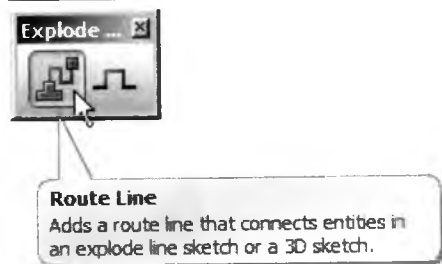 Explode ...
Route Line
Adds a route line that connects entities in
an explode line sketch or a 3D sketch.